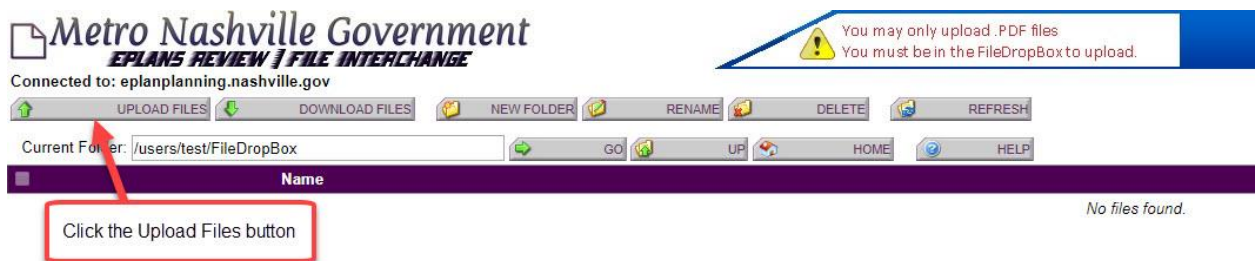 Metro Nashville Government
EPLANS REVIEW / FILE INTERCHANGE
You may only upload .PDF files
You must be in the FileDropBox to upload.
Connected to: eplanplanning.nashville.gov
UPLOAD FILES DOWNLOAD FILES NEW FOLDER RENAME DELETE REFRESH
Current Folder: /users/test/FileDropBox GO UP HOME HELP
Name
No files found.
Click the Upload Files button